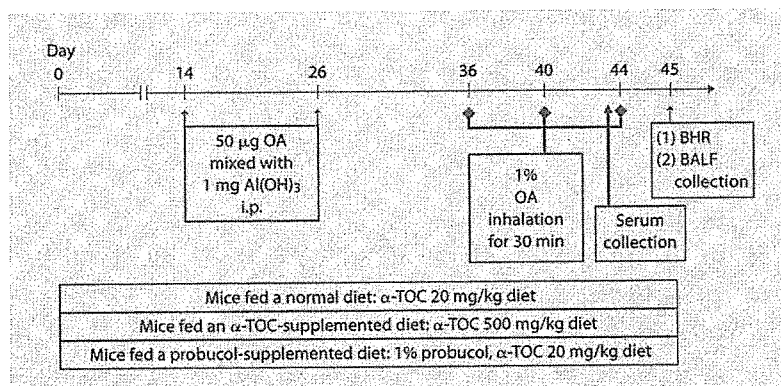 Day
0 14 26 36 40 44 45
50 μg OA
mixed with
1 mg Al(OH)₃
i.p.
1%
OA
inhalation
for 30 min
Serum
collection
(1) BHR
(2) BALF
collection
Mice fed a normal diet: α-TOC 20 mg/kg diet
Mice fed an α-TOC-supplemented diet: α-TOC 500 mg/kg diet
Mice fed a probucol-supplemented diet: 1% probucol, α-TOC 20 mg/kg diet